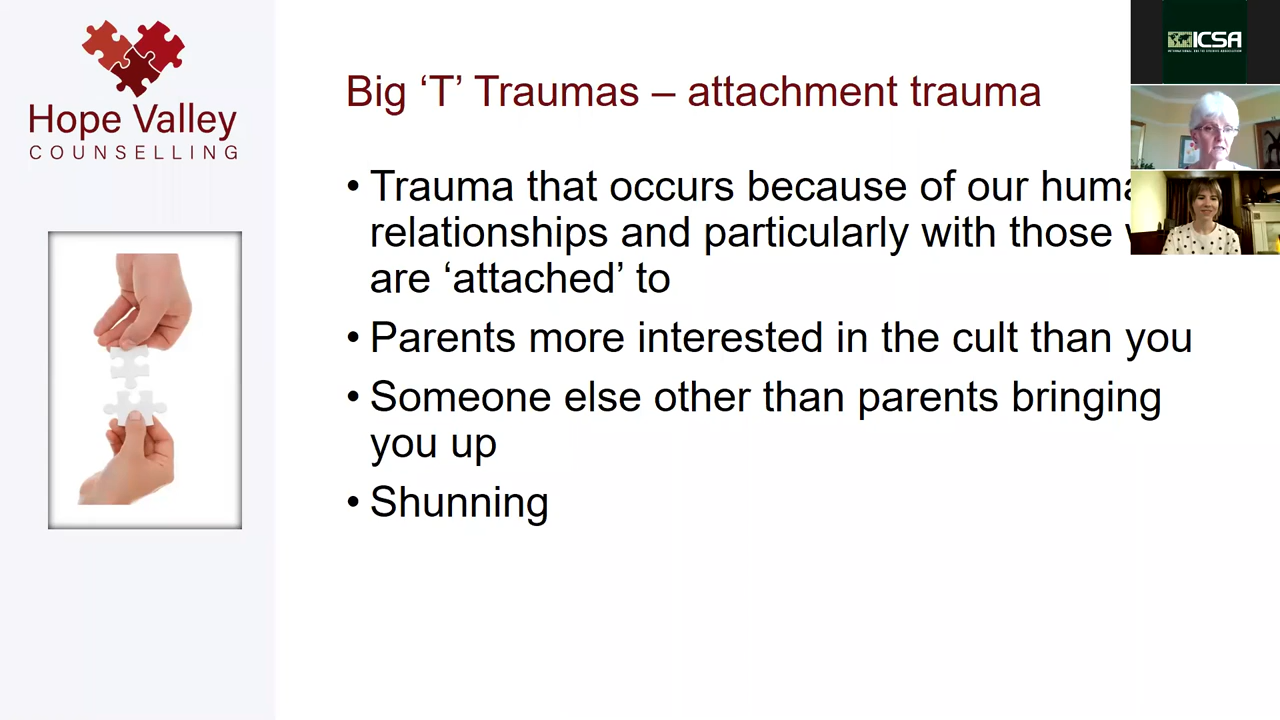 Hope Valley
COUNSELLING
Big ‘T’ Traumas – attachment trauma
• Trauma that occurs because of our
relationships and particularly with those
are ‘attached’ to
• Parents more interested in the cult than you
• Someone else other than parents bringing
you up
• Shunning
ICSA